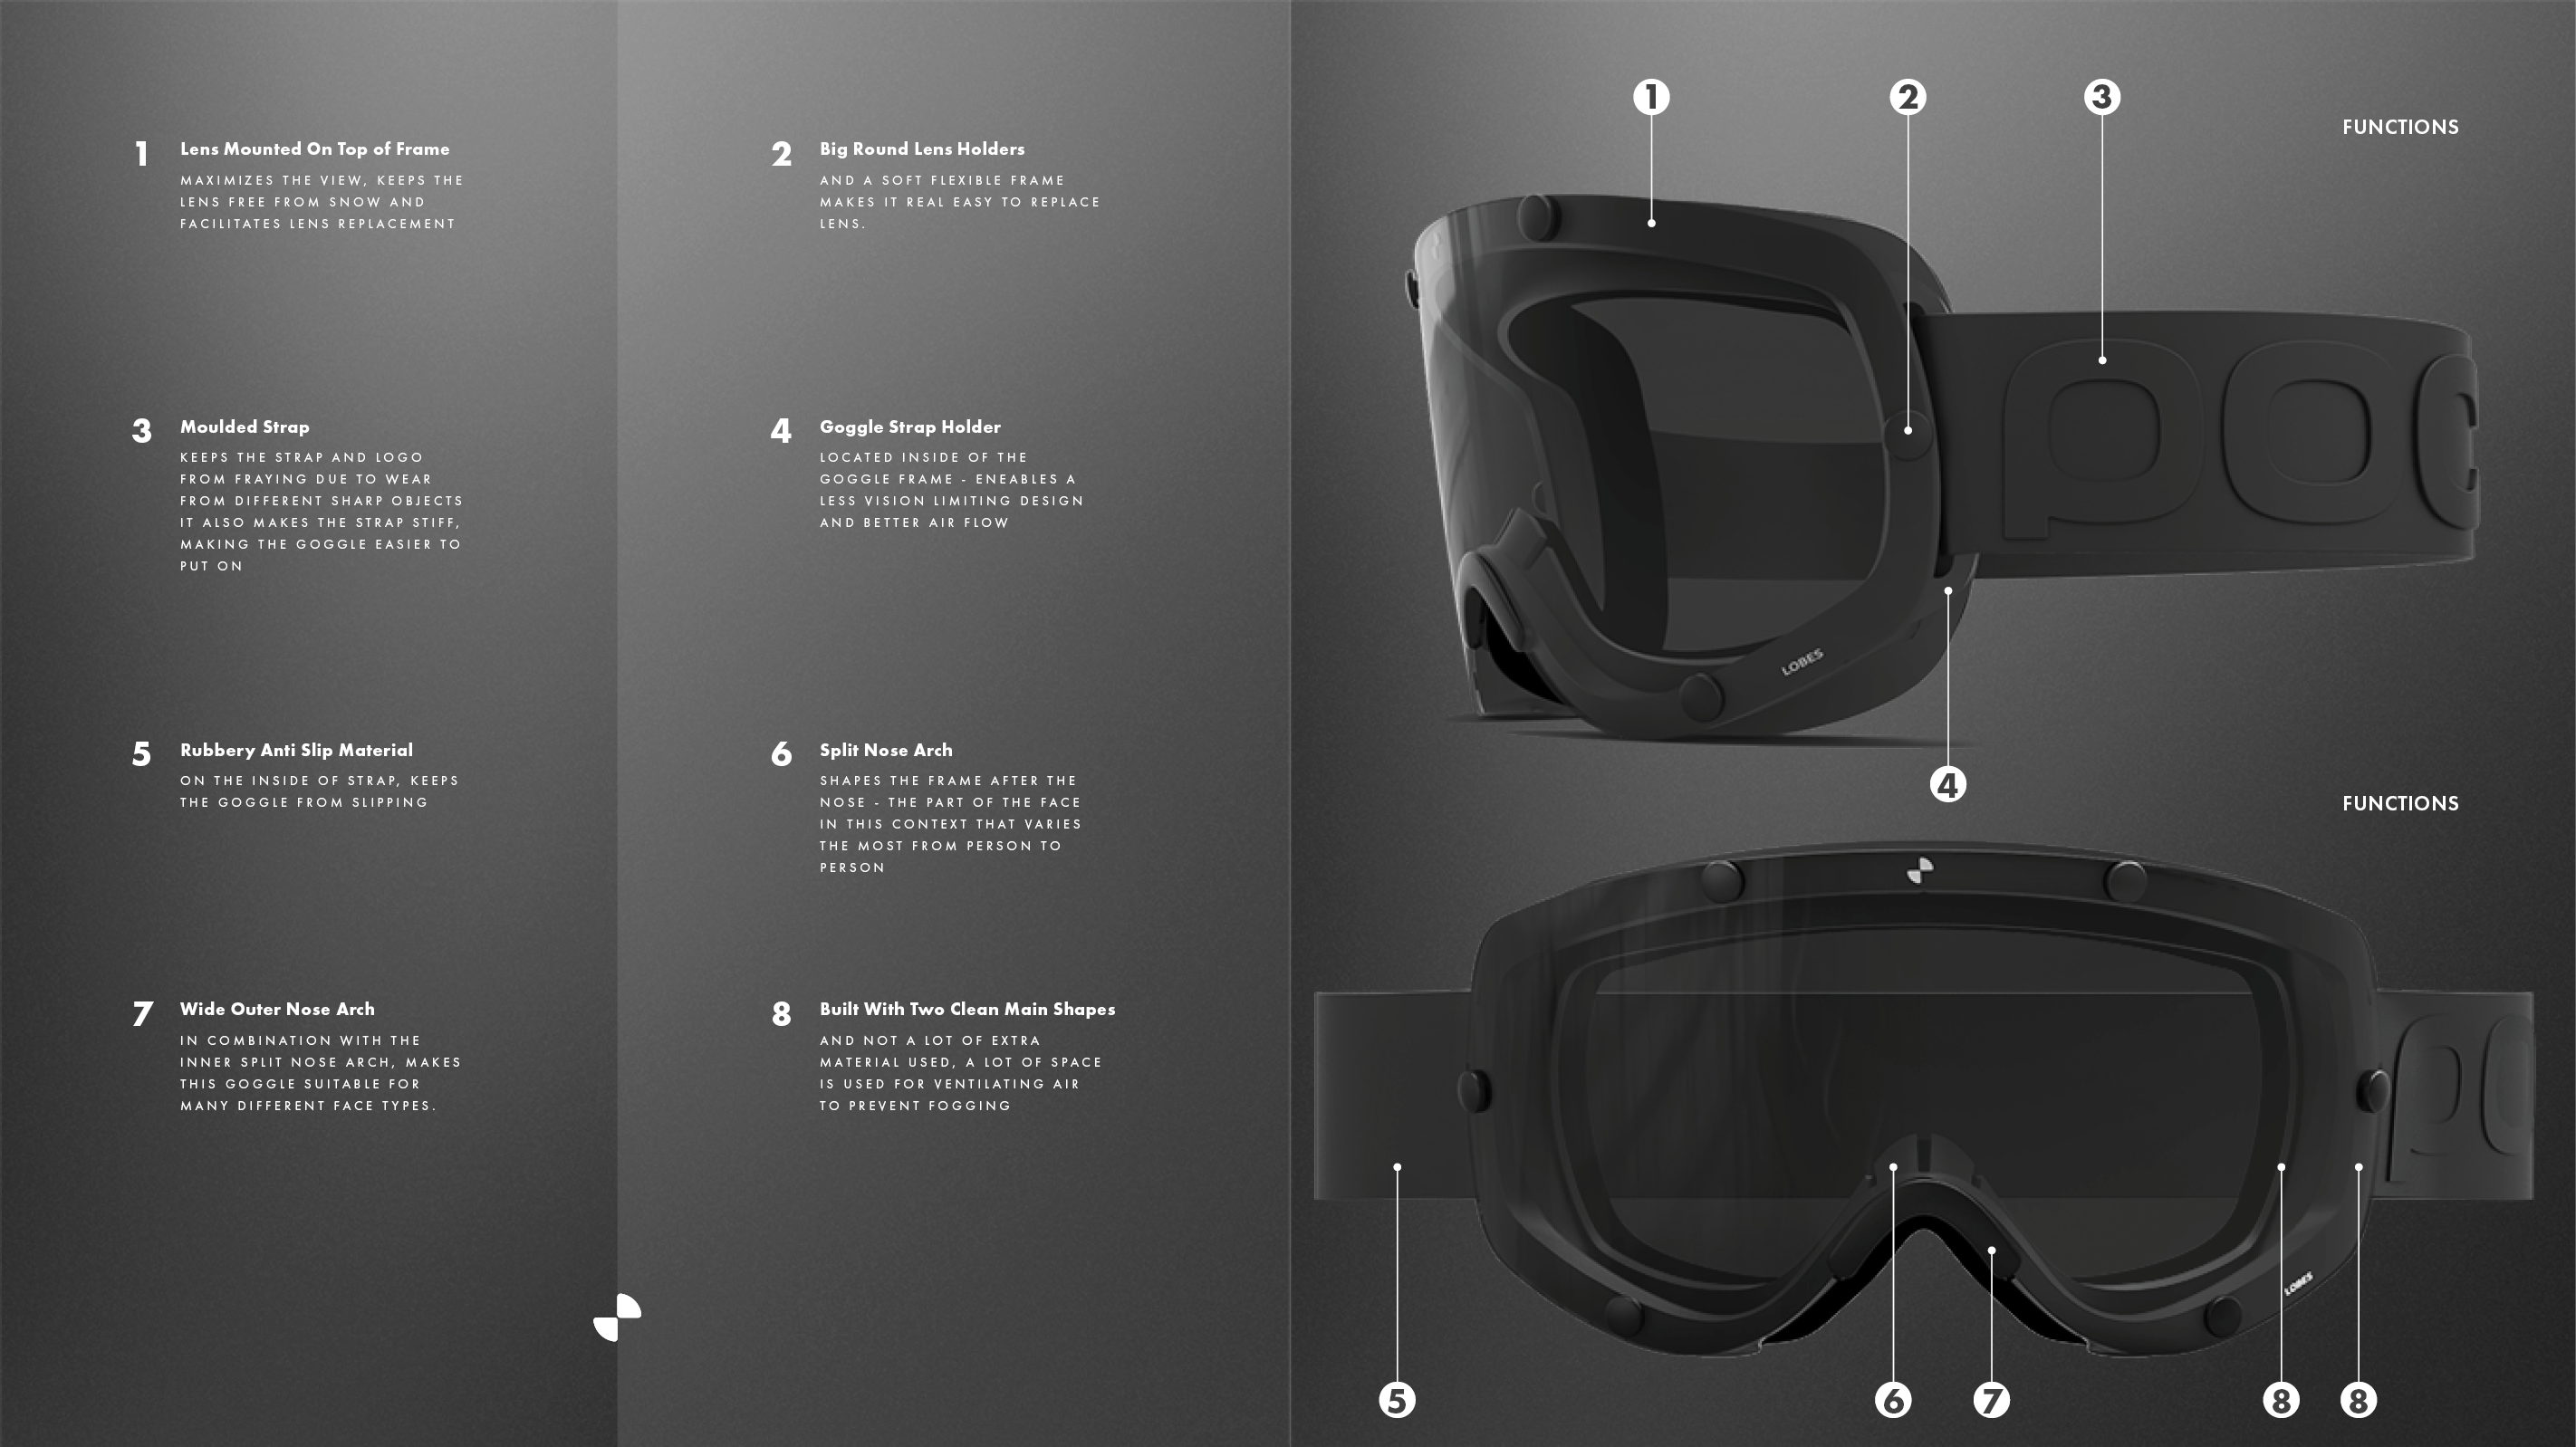 1
Lens Mounted On Top of Frame
MAXIMIZES THE VIEW, KEEPS THE
LENS FREE FROM SNOW AND
FACILITATES LENS REPLACEMENT
2
Big Round Lens Holders
AND A SOFT FLEXIBLE FRAME
MAKES IT REAL EASY TO REPLACE
LENS.
3
Moulded Strap
KEEPS THE STRAP AND LOGO
FROM FRAYING DUE TO WEAR
FROM DIFFERENT SHARP OBJECTS
IT ALSO MAKES THE STRAP STIFF,
MAKING THE GOGGLE EASIER TO
PUT ON
4
Goggle Strap Holder
LOCATED INSIDE OF THE
GOGGLE FRAME - ENEABLES A
LESS VISION LIMITING DESIGN
AND BETTER AIR FLOW
5
Rubbery Anti Slip Material
ON THE INSIDE OF STRAP, KEEPS
THE GOGGLE FROM SLIPPING
6
Split Nose Arch
SHAPES THE FRAME AFTER THE
NOSE - THE PART OF THE FACE
IN THIS CONTEXT THAT VARIES
THE MOST FROM PERSON TO
PERSON
7
Wide Outer Nose Arch
IN COMBINATION WITH THE
INNER SPLIT NOSE ARCH, MAKES
THIS GOGGLE SUITABLE FOR
MANY DIFFERENT FACE TYPES.
8
Built With Two Clean Main Shapes
AND NOT A LOT OF EXTRA
MATERIAL USED, A LOT OF SPACE
IS USED FOR VENTILATING AIR
TO PREVENT FOGGING
1 2 3
FUNCTIONS
poc
LOBES
4
FUNCTIONS
po
LOBES
5 6 7 8 8